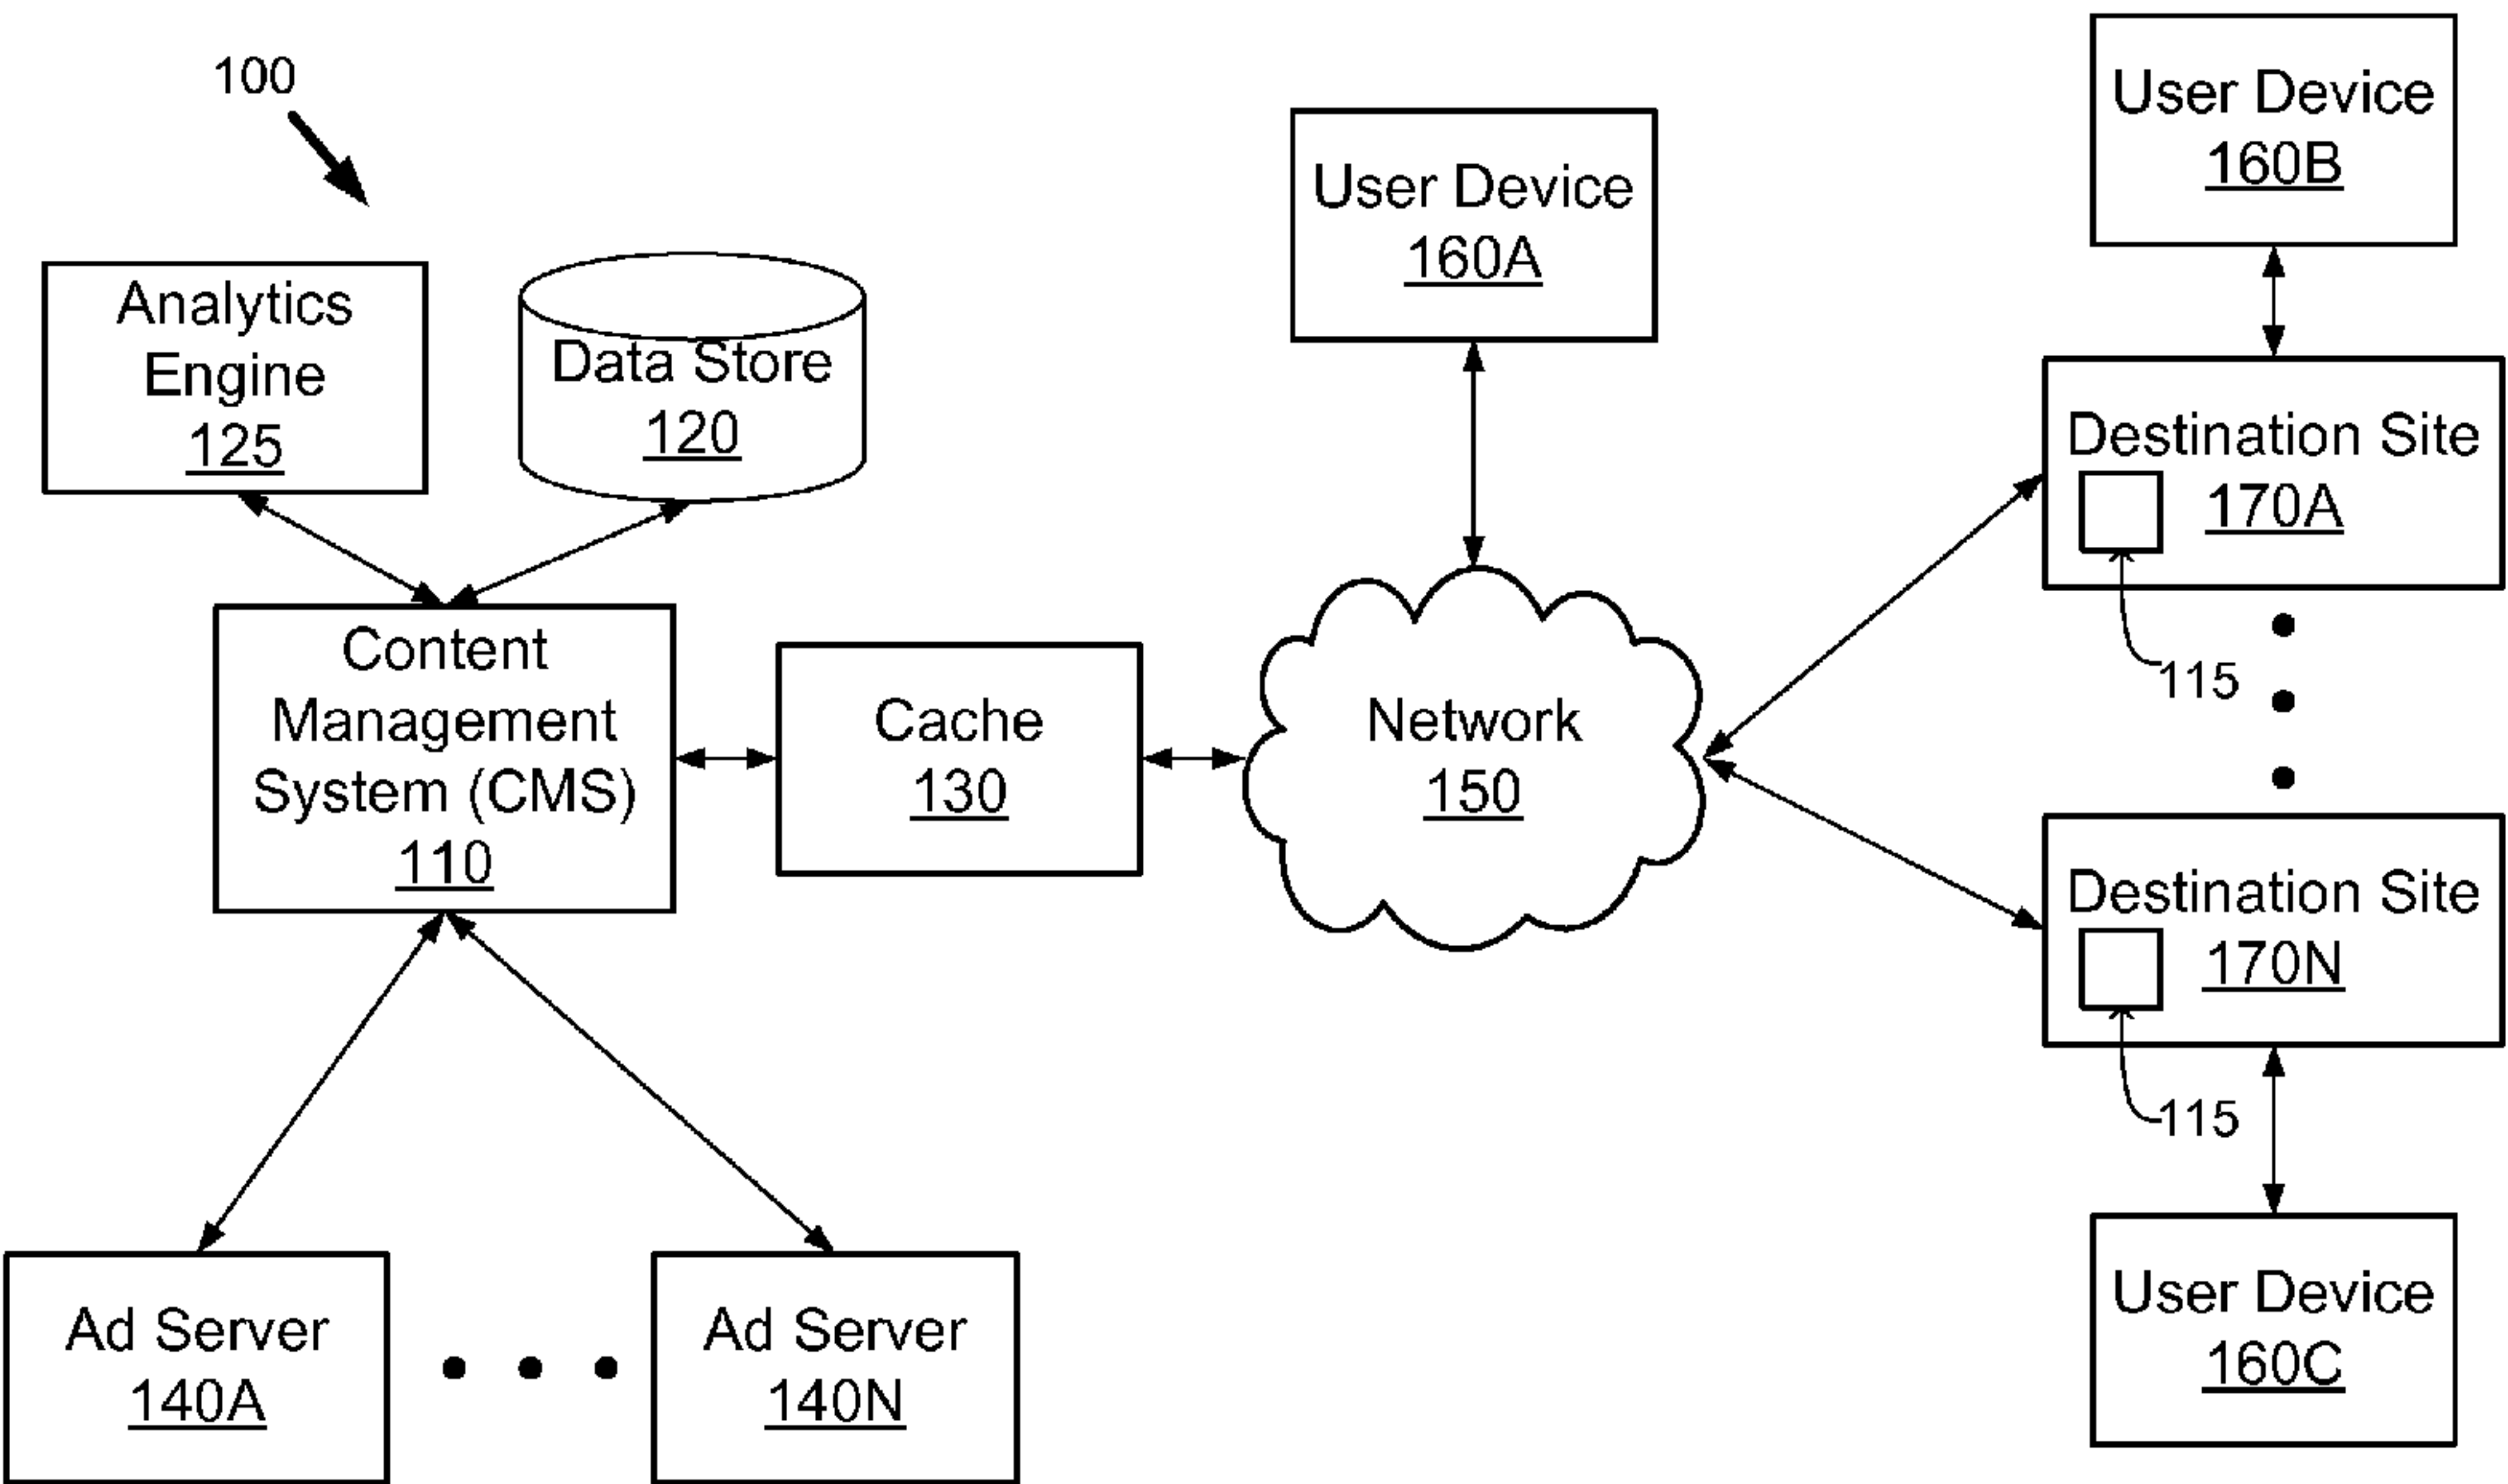 100
User Device
160B
User Device
160A
Analytics
Engine
125
Data Store
120
Destination Site
170A
115
Content
Management
System (CMS)
110
Cache
130
Network
150
Destination Site
170N
115
Ad Server
140A
Ad Server
140N
User Device
160C